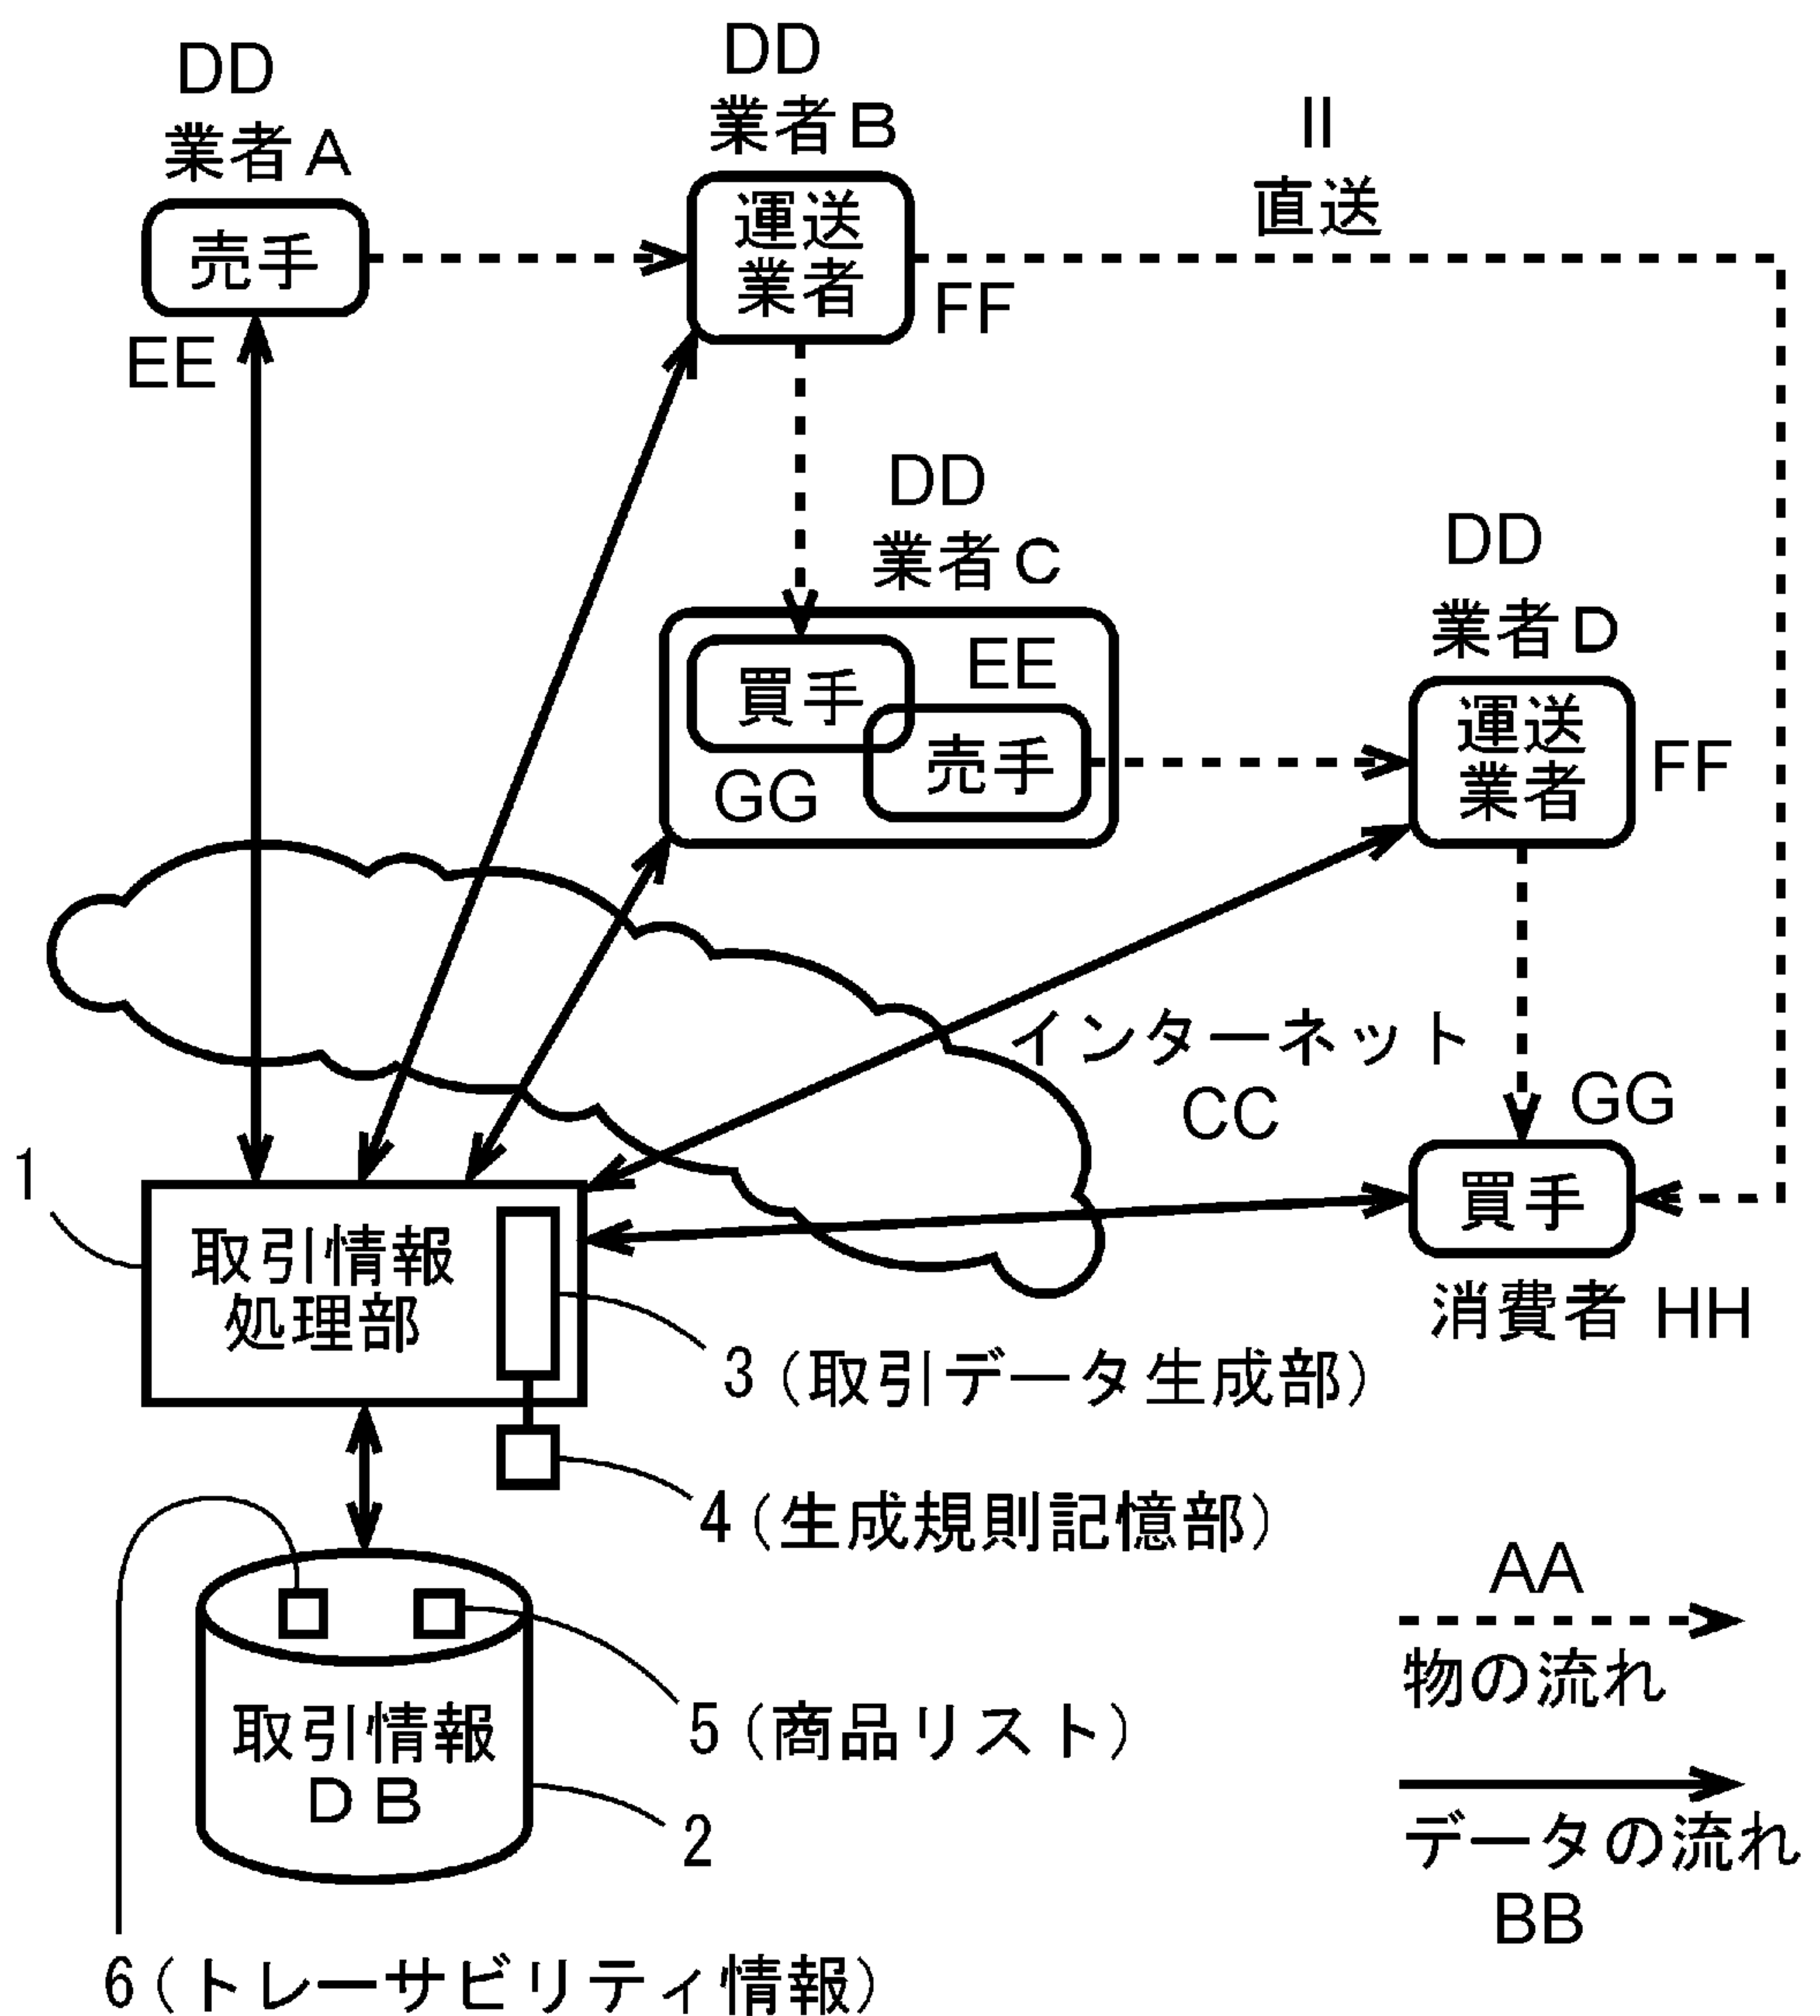 DD
業者A
売手
EE
DD
業者B
運送
業者
FF
II
直送
DD
業者C
買手
EE
売手
GG
DD
業者D
運送
業者
FF
インターネット
CC
GG
買手
消費者 HH
1
取引情報
処理部
3(取引データ生成部)
4(生成規則記憶部)
取引情報
DB
5(商品リスト)
2
6(トレーサビリティ情報)
AA
物の流れ
データの流れ
BB